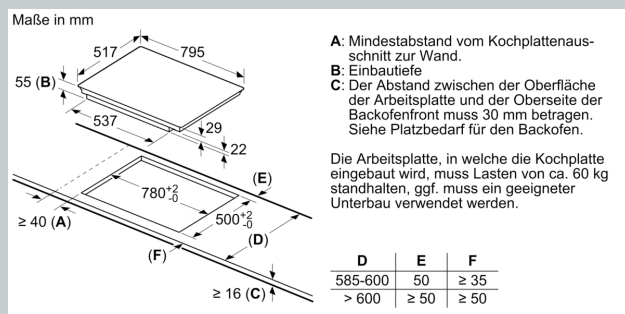 Maße in mm
517
795
55 (B)
537
29
22
(E)
780+2-0
500+2-0
≥ 40 (A)
(D)
(F)
≥ 16 (C)
A: Mindestabstand vom Kochplattenaus-
schnitt zur Wand.
B: Einbautiefe
C: Der Abstand zwischen der Oberfläche
der Arbeitsplatte und der Oberseite der
Backofenfront muss 30 mm betragen.
Siehe Platzbedarf für den Backofen.
Die Arbeitsplatte, in welche die Kochplatte
eingebaut wird, muss Lasten von ca. 60 kg
standhalten, ggf. muss ein geeigneter
Unterbau verwendet werden.
D E F
585-600 50 ≥ 35
> 600 ≥ 50 ≥ 50